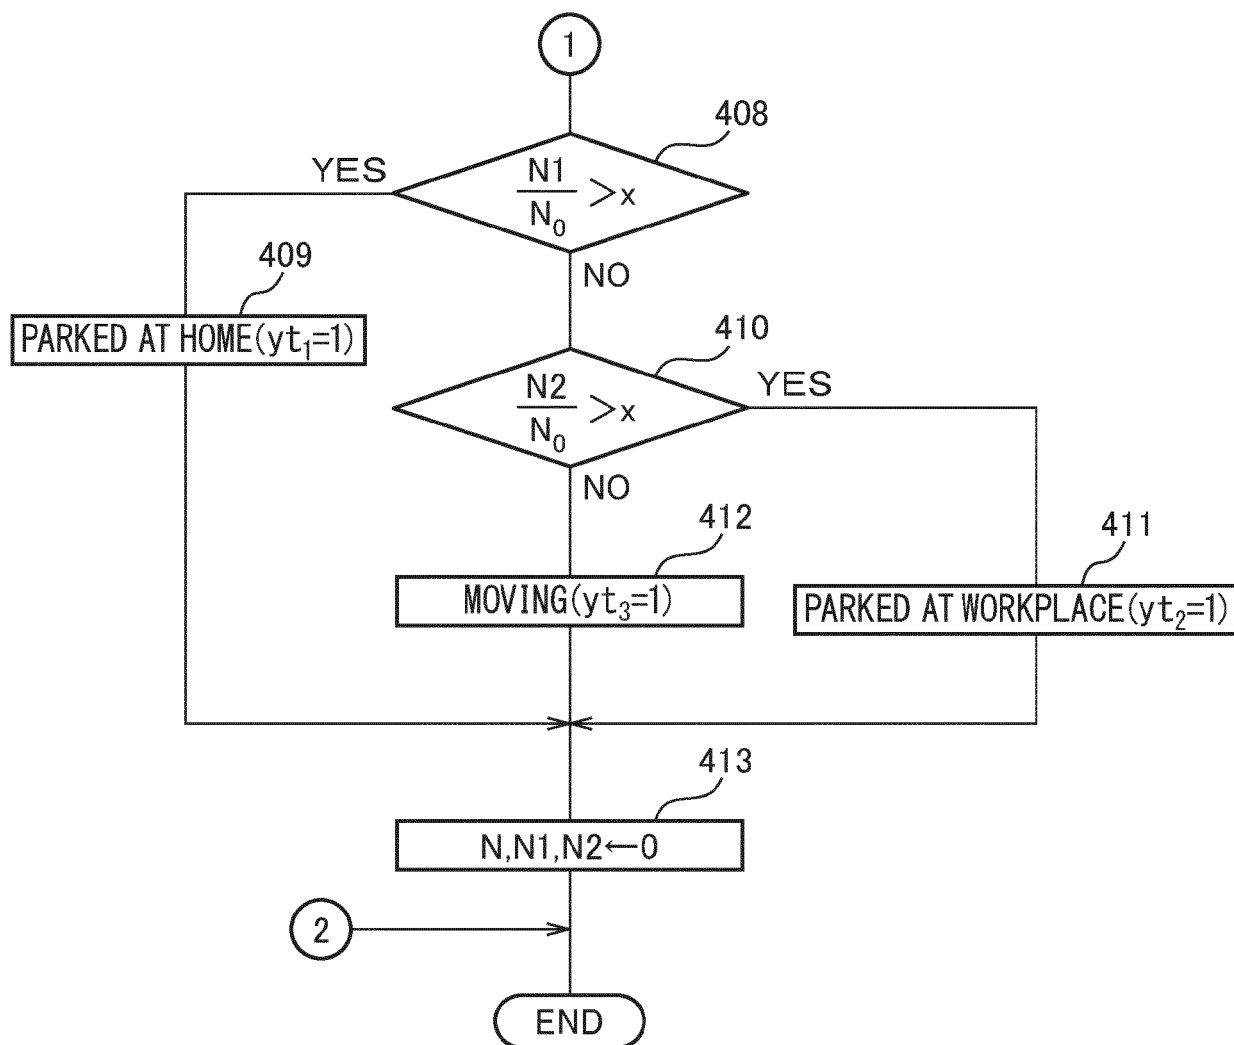 1
408
YES
N1
N₀
>x
409
NO
PARKED AT HOME(yt₁=1)
410
N2
N₀
>x
YES
NO
412
411
MOVING(yt₃=1)
PARKED AT WORKPLACE(yt₂=1)
413
N,N1,N2←0
2
END